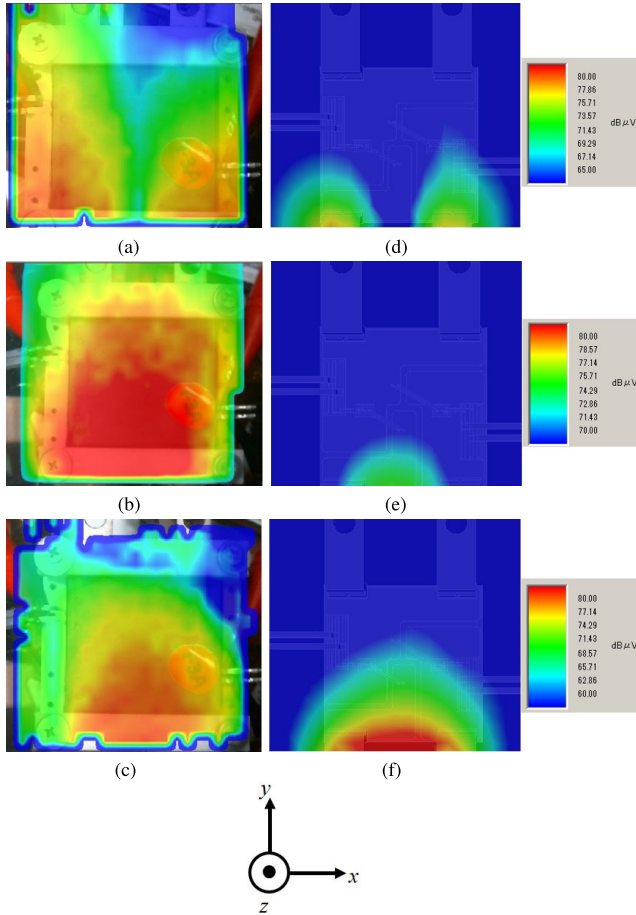 80.00
77.86
75.71
73.57
71.43
69.29
67.14
65.00
dBμV
(a)
(d)
80.00
78.57
77.14
75.71
74.29
72.86
71.43
70.00
dBμV
(b)
(e)
80.00
77.14
74.29
71.43
68.57
65.71
62.86
60.00
dBμV
(c)
(f)
y
x
z